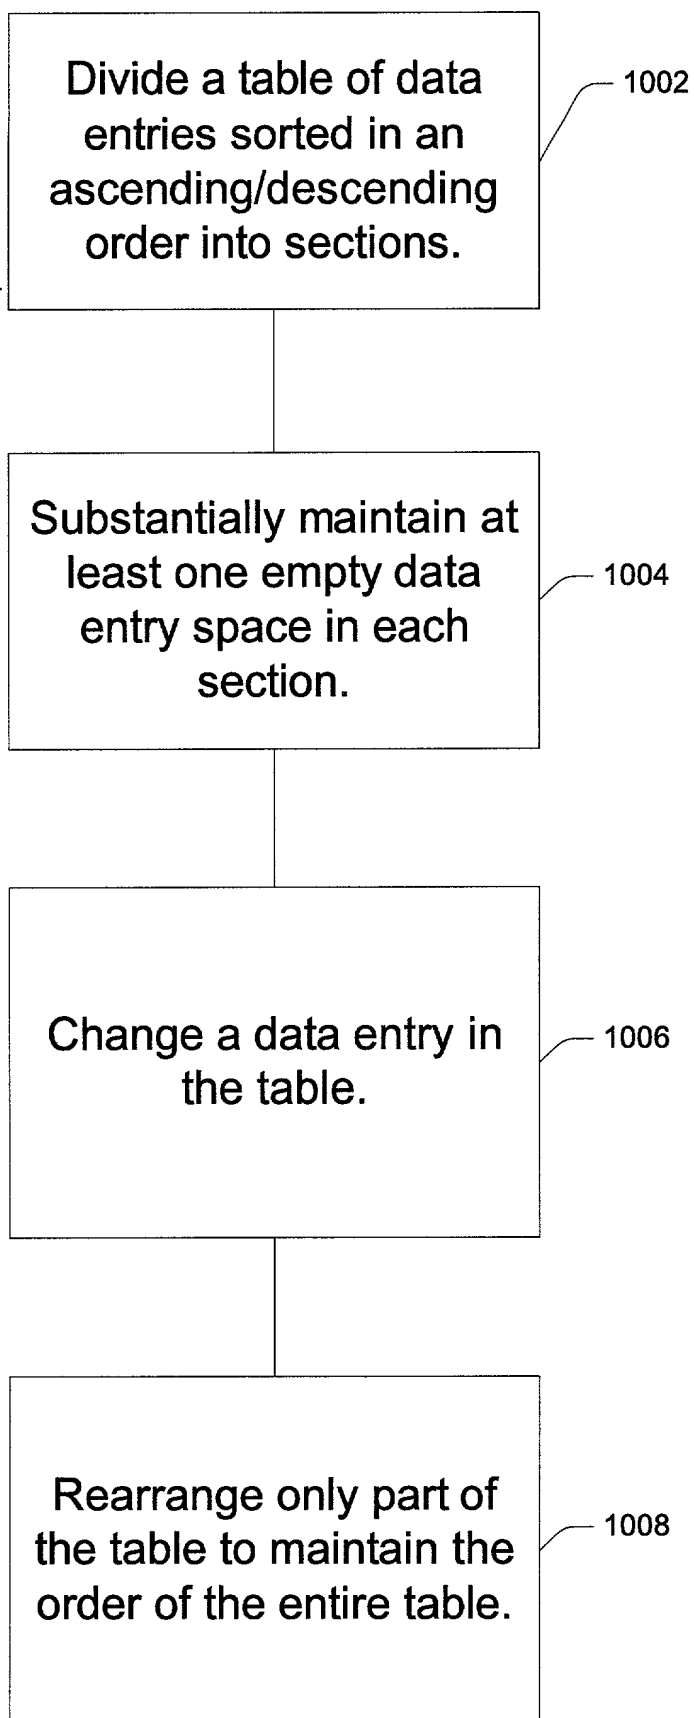 Divide a table of data
entries sorted in an
ascending/descending
order into sections.
1002
Substantially maintain at
least one empty data
entry space in each
section.
1004
Change a data entry in
the table.
1006
Rearrange only part of
the table to maintain the
order of the entire table.
1008